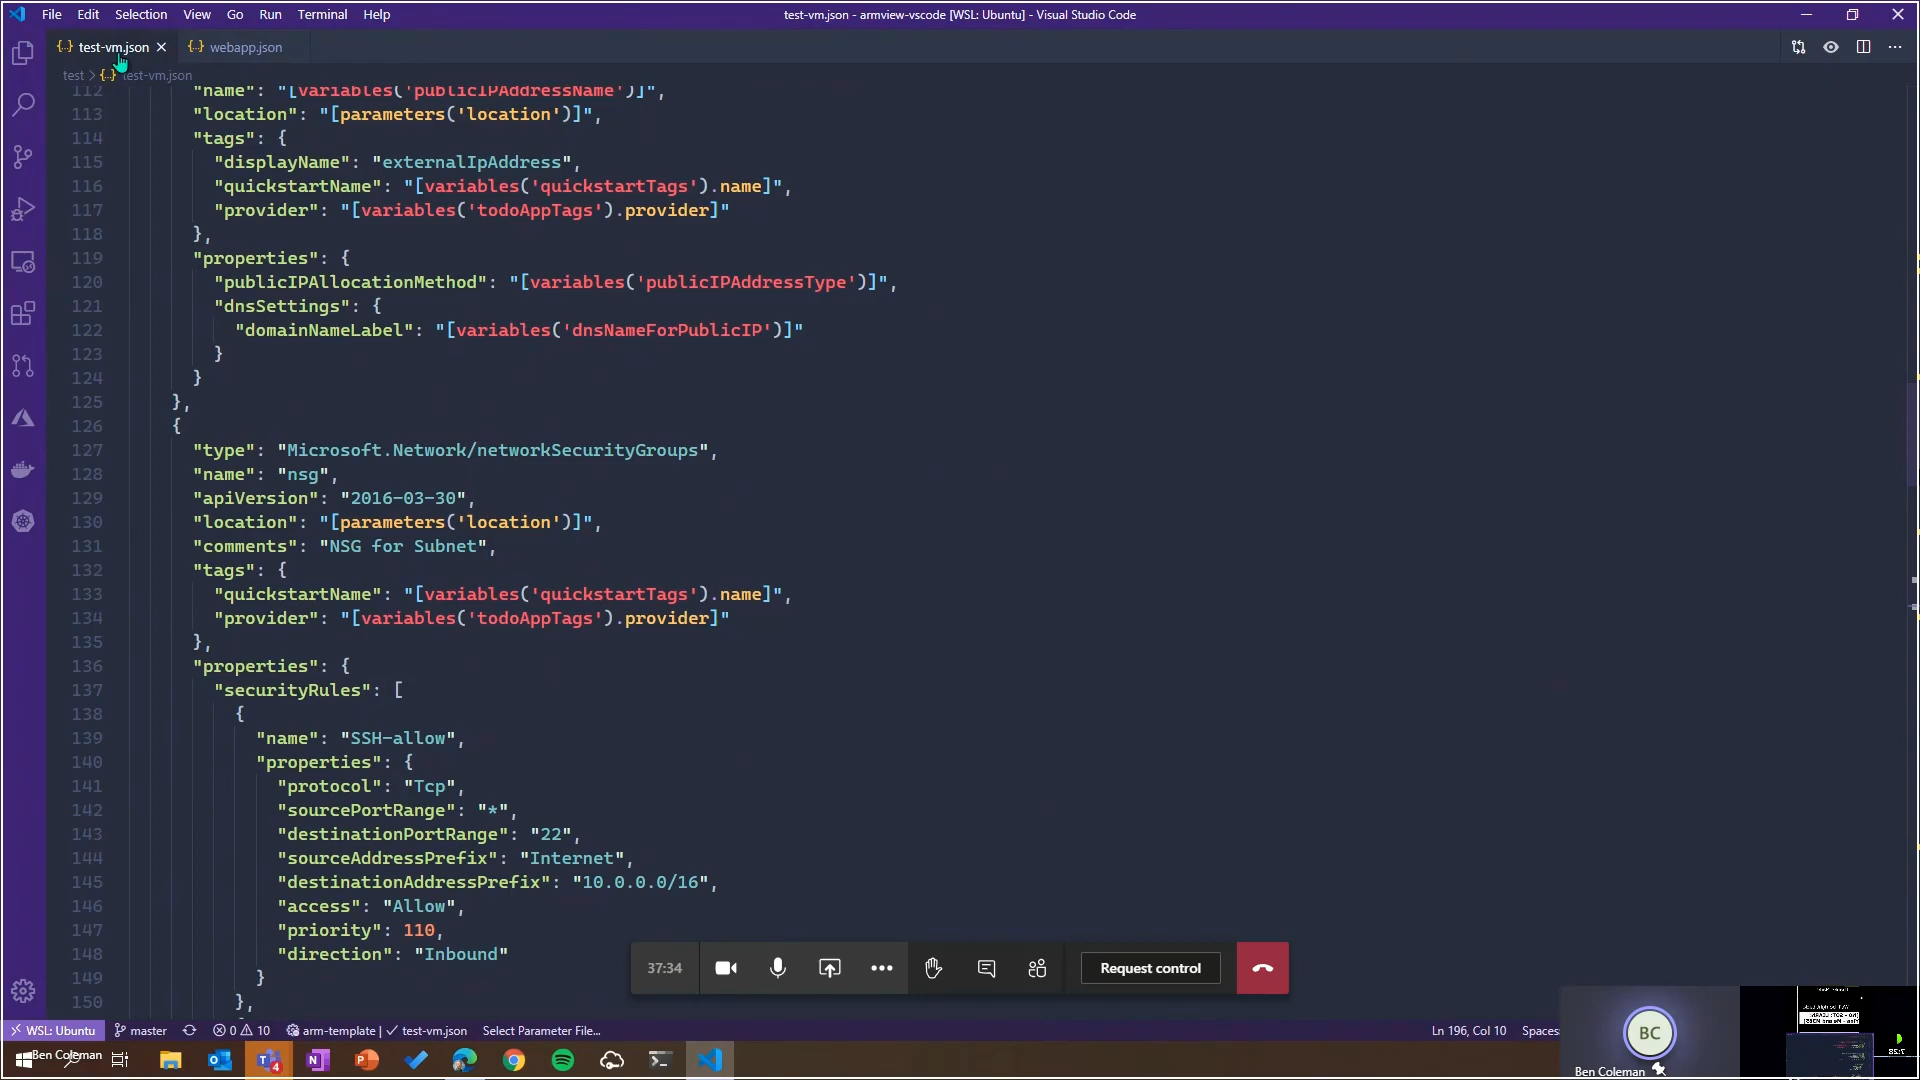 File Edit Selection View Go Run Terminal Help
test-vm.json - armview-vscode [WSL: Ubuntu] - Visual Studio Code
{..} test-vm.json
{..} webapp.json
test > {..} test-vm.json
112 "name": "[variables('publicIPAddressName')]",
113 "location": "[parameters('location')]",
114 "tags": {
115 "displayName": "externalIpAddress",
116 "quickstartName": "[variables('quickstartTags').name]",
117 "provider": "[variables('todoAppTags').provider]"
118 },
119 "properties": {
120 "publicIPAllocationMethod": "[variables('publicIPAddressType')]",
121 "dnsSettings": {
122 "domainNameLabel": "[variables('dnsNameForPublicIP')]"
123 }
124 }
125 },
126 {
127 "type": "Microsoft.Network/networkSecurityGroups",
128 "name": "nsg",
129 "apiVersion": "2016-03-30",
130 "location": "[parameters('location')]",
131 "comments": "NSG for Subnet",
132 "tags": {
133 "quickstartName": "[variables('quickstartTags').name]",
134 "provider": "[variables('todoAppTags').provider]"
135 },
136 "properties": {
137 "securityRules": [
138 {
139 "name": "SSH-allow",
140 "properties": {
141 "protocol": "Tcp",
142 "sourcePortRange": "*",
143 "destinationPortRange": "22",
144 "sourceAddressPrefix": "Internet",
145 "destinationAddressPrefix": "10.0.0.0/16",
146 "access": "Allow",
147 "priority": 110,
148 "direction": "Inbound"
149 }
150 },
37:34
Request control
WSL: Ubuntu master 0 10 arm-template | ✓ test-vm.json Select Parameter File... Ln 196, Col 10 Spaces:
Ben Coleman
4
BC
Ben Coleman
7:28